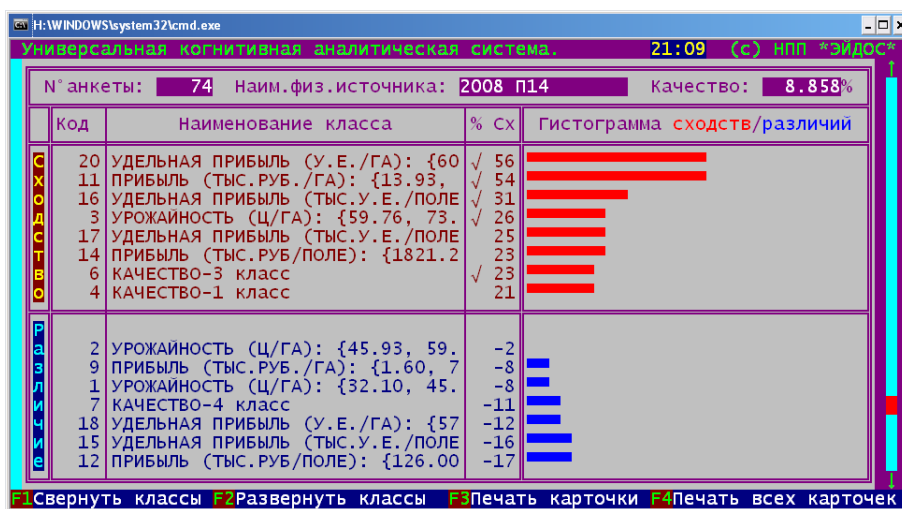 H:\WINDOWS\system32\cmd.exe
Универсальная когнитивная аналитическая система. 21:09 (с) НПП *ЭЙДОС*
N°анкеты: 74 Наим.физ.источника: 2008 П14 Качество: 8.858%
Код Наименование класса % Сх Гистограмма сходств/различий
Сходство
20 УДЕЛЬНАЯ ПРИБЫЛЬ (У.Е./ГА): {60 √ 56
11 ПРИБЫЛЬ (ТЫС.РУБ./ГА): {13.93, √ 54
16 УДЕЛЬНАЯ ПРИБЫЛЬ (ТЫС.У.Е./ПОЛЕ √ 31
3 УРОЖАЙНОСТЬ (Ц/ГА): {59.76, 73. √ 26
17 УДЕЛЬНАЯ ПРИБЫЛЬ (ТЫС.У.Е./ПОЛЕ 25
14 ПРИБЫЛЬ (ТЫС.РУБ/ПОЛЕ): {1821.2 23
6 КАЧЕСТВО-3 класс √ 23
4 КАЧЕСТВО-1 класс 21
Различие
2 УРОЖАЙНОСТЬ (Ц/ГА): {45.93, 59. -2
9 ПРИБЫЛЬ (ТЫС.РУБ./ГА): {1.60, 7 -8
1 УРОЖАЙНОСТЬ (Ц/ГА): {32.10, 45. -8
7 КАЧЕСТВО-4 класс -11
18 УДЕЛЬНАЯ ПРИБЫЛЬ (У.Е./ГА): {57 -12
15 УДЕЛЬНАЯ ПРИБЫЛЬ (ТЫС.У.Е./ПОЛЕ -16
12 ПРИБЫЛЬ (ТЫС.РУБ/ПОЛЕ): {126.00 -17
F1Свернуть классы F2Развернуть классы F3Печать карточки F4Печать всех карточек